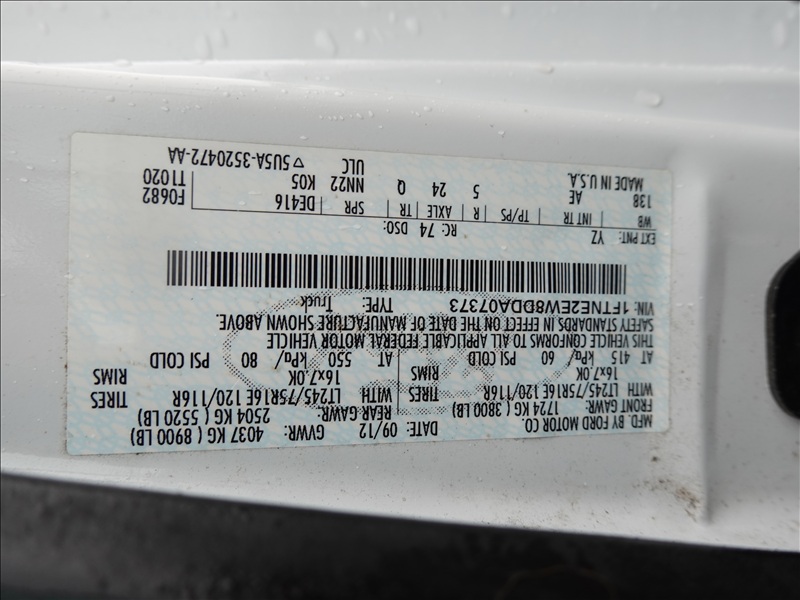 MFD. BY FORD MOTOR CO.
DATE: 09/12 GVWR: 4037 KG ( 8900 LB)
FRONT GAWR: 1724 KG ( 3800 LB) REAR GAWR: 2504 KG ( 5520 LB)
WITH LT245/75R16E 120/116R TIRES WITH LT245/75R16E 120/116R TIRES
16x7.0K RIMS 16x7.0K RIMS
AT 415 kPa/ 60 PSI COLD AT 550 kPa/ 80 PSI COLD
THIS VEHICLE CONFORMS TO ALL APPLICABLE FEDERAL MOTOR VEHICLE
SAFETY STANDARDS IN EFFECT ON THE DATE OF MANUFACTURE SHOWN ABOVE.
VIN: 1FTNE2EW8DDA07373 TYPE: Truck
EXT PNT: YZ RC: 74 DSO:
WB INT TR TP/PS R AXLE TR SPR DE416 F0682
138 AE 5 24 Q NN22 K05 T1020
MADE IN U.S.A. ULC ▽ 5U5A-3520472-AA